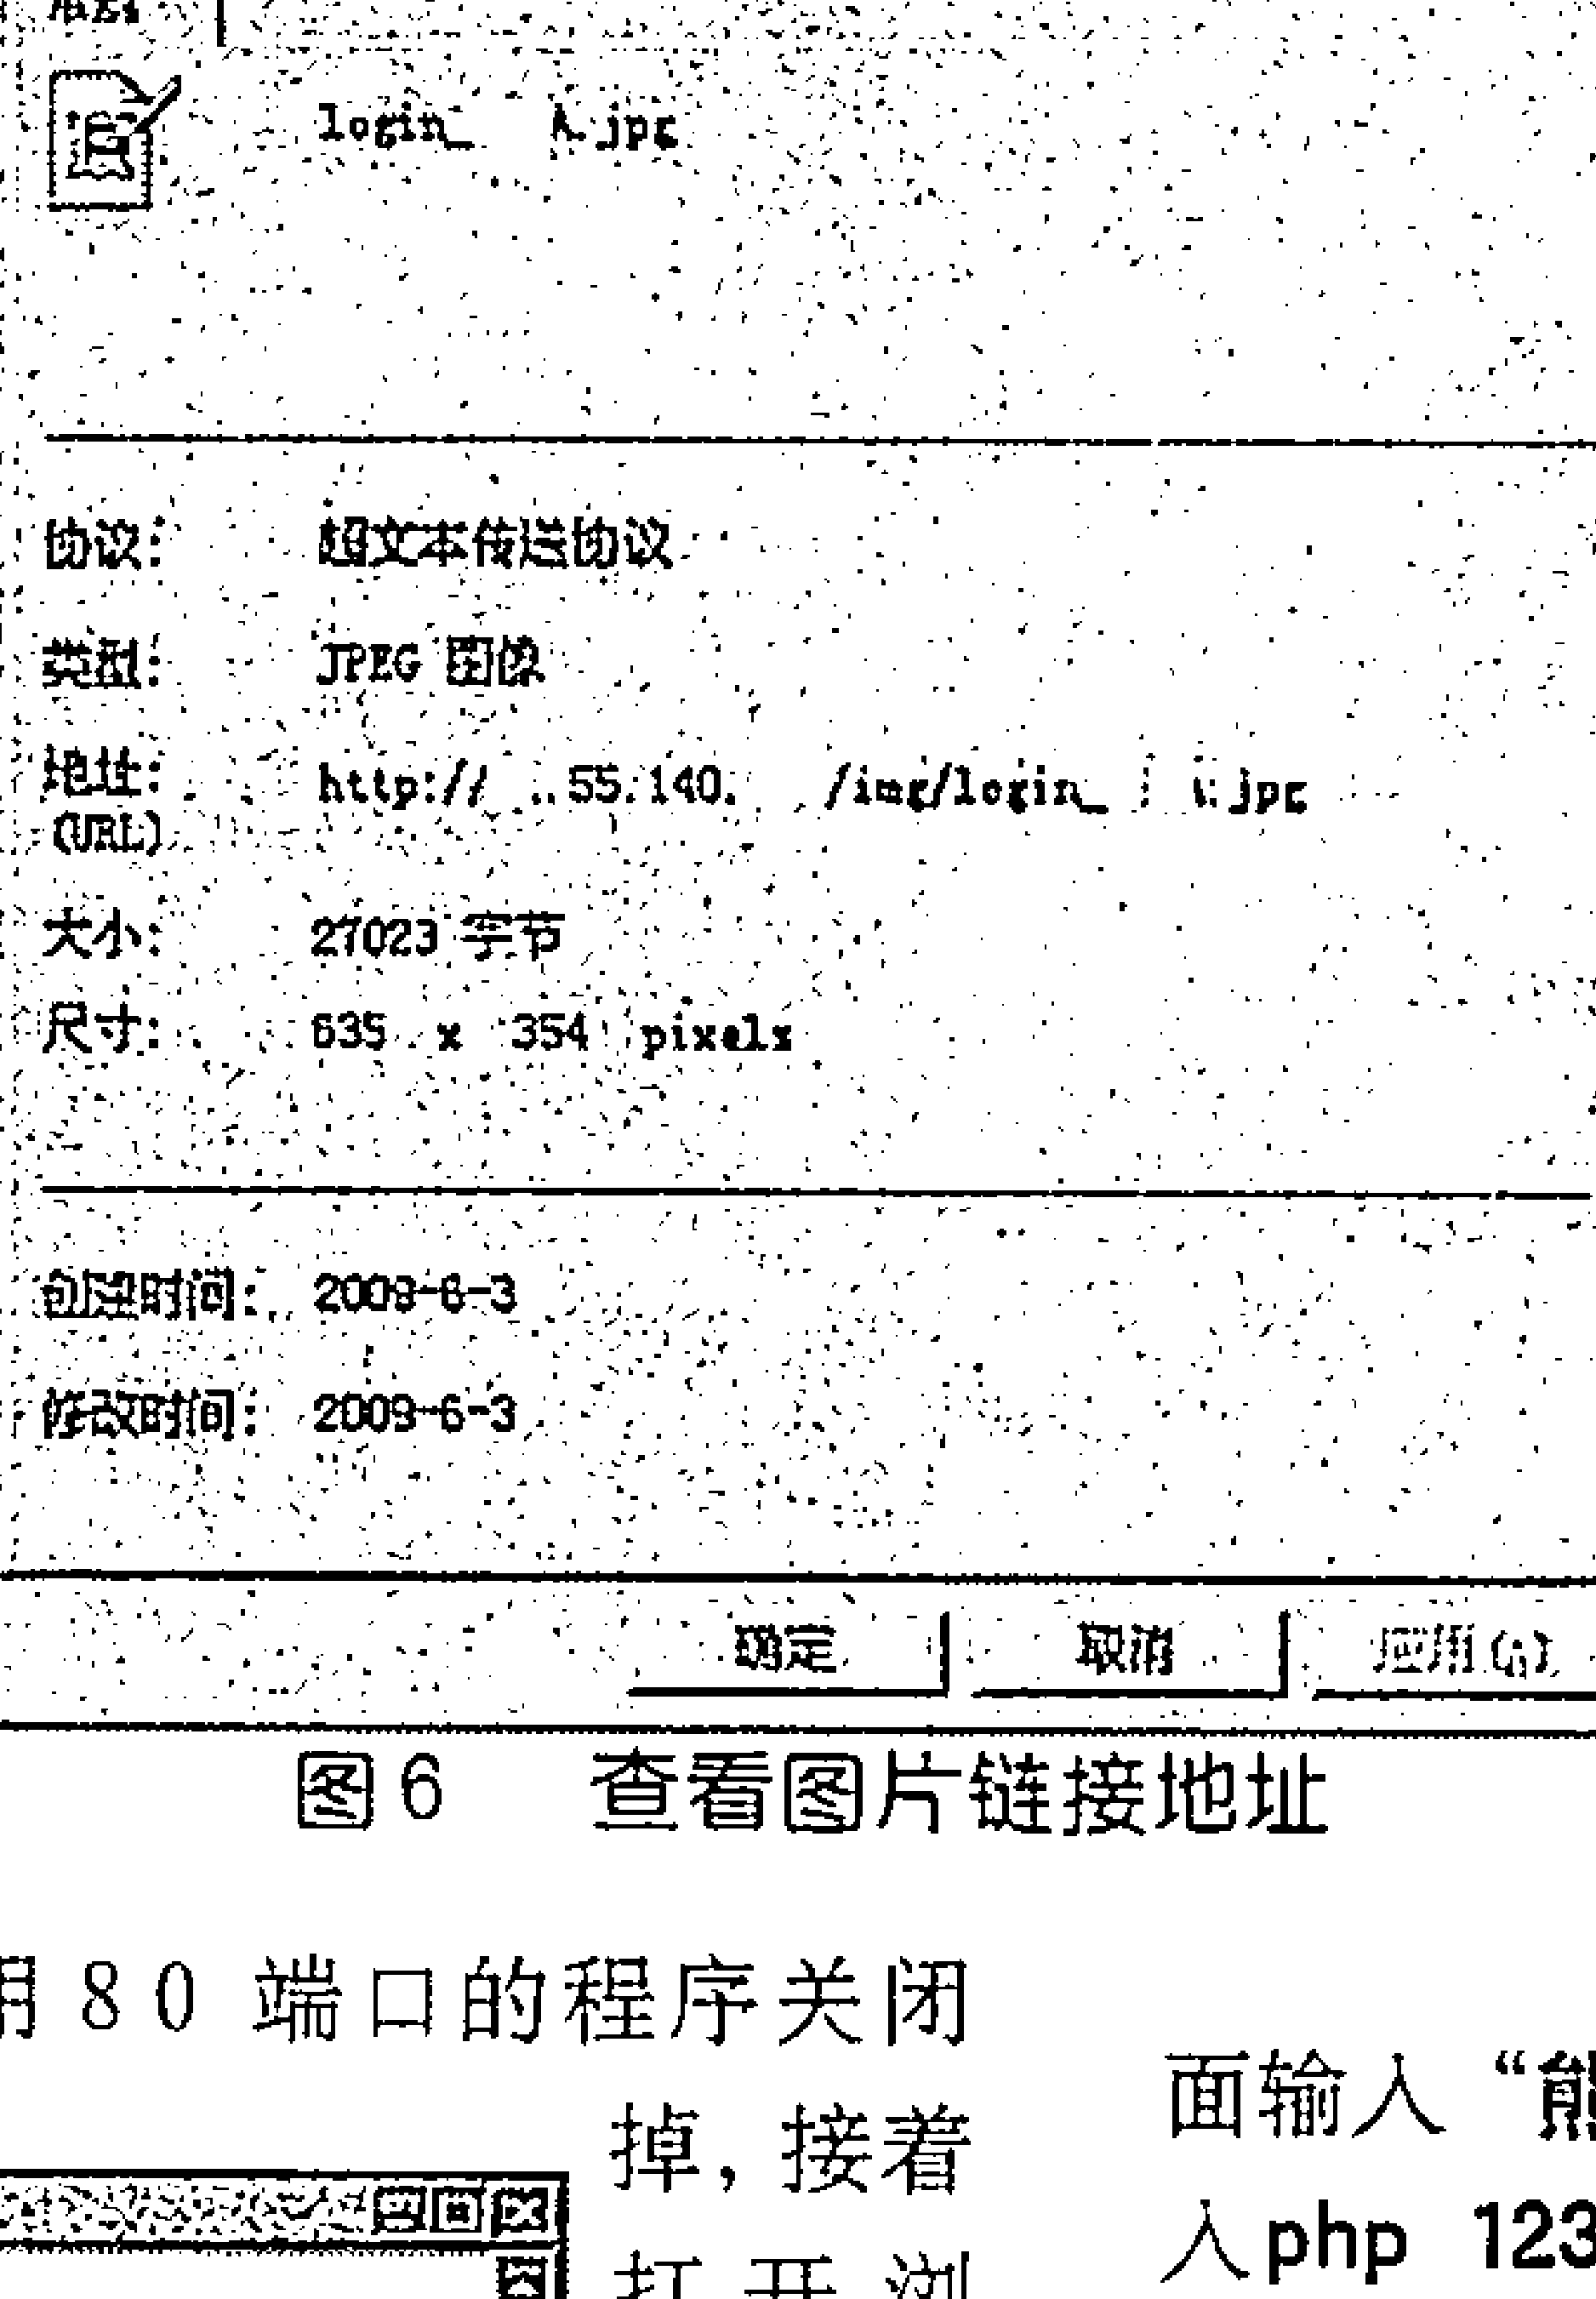 login_ .jpg
协议: 超文本传送协议
类型: JPEG 图像
地址: http:// ..55.140. /img/login_ .jpg
(URL)
大小: 27023 字节
尺寸: 635 x 354 pixels
创建时间: 2009-6-3
修改时间: 2009-6-3
确定 取消 应用(A)
图6 查看图片链接地址
用80端口的程序关闭
掉,接着
打开浏
面输入“熊
入php 123